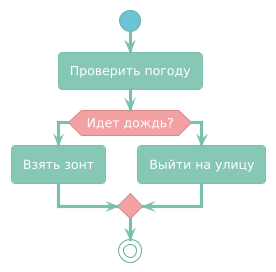 Проверить погоду
Идет дождь?
Взять зонт
Выйти на улицу